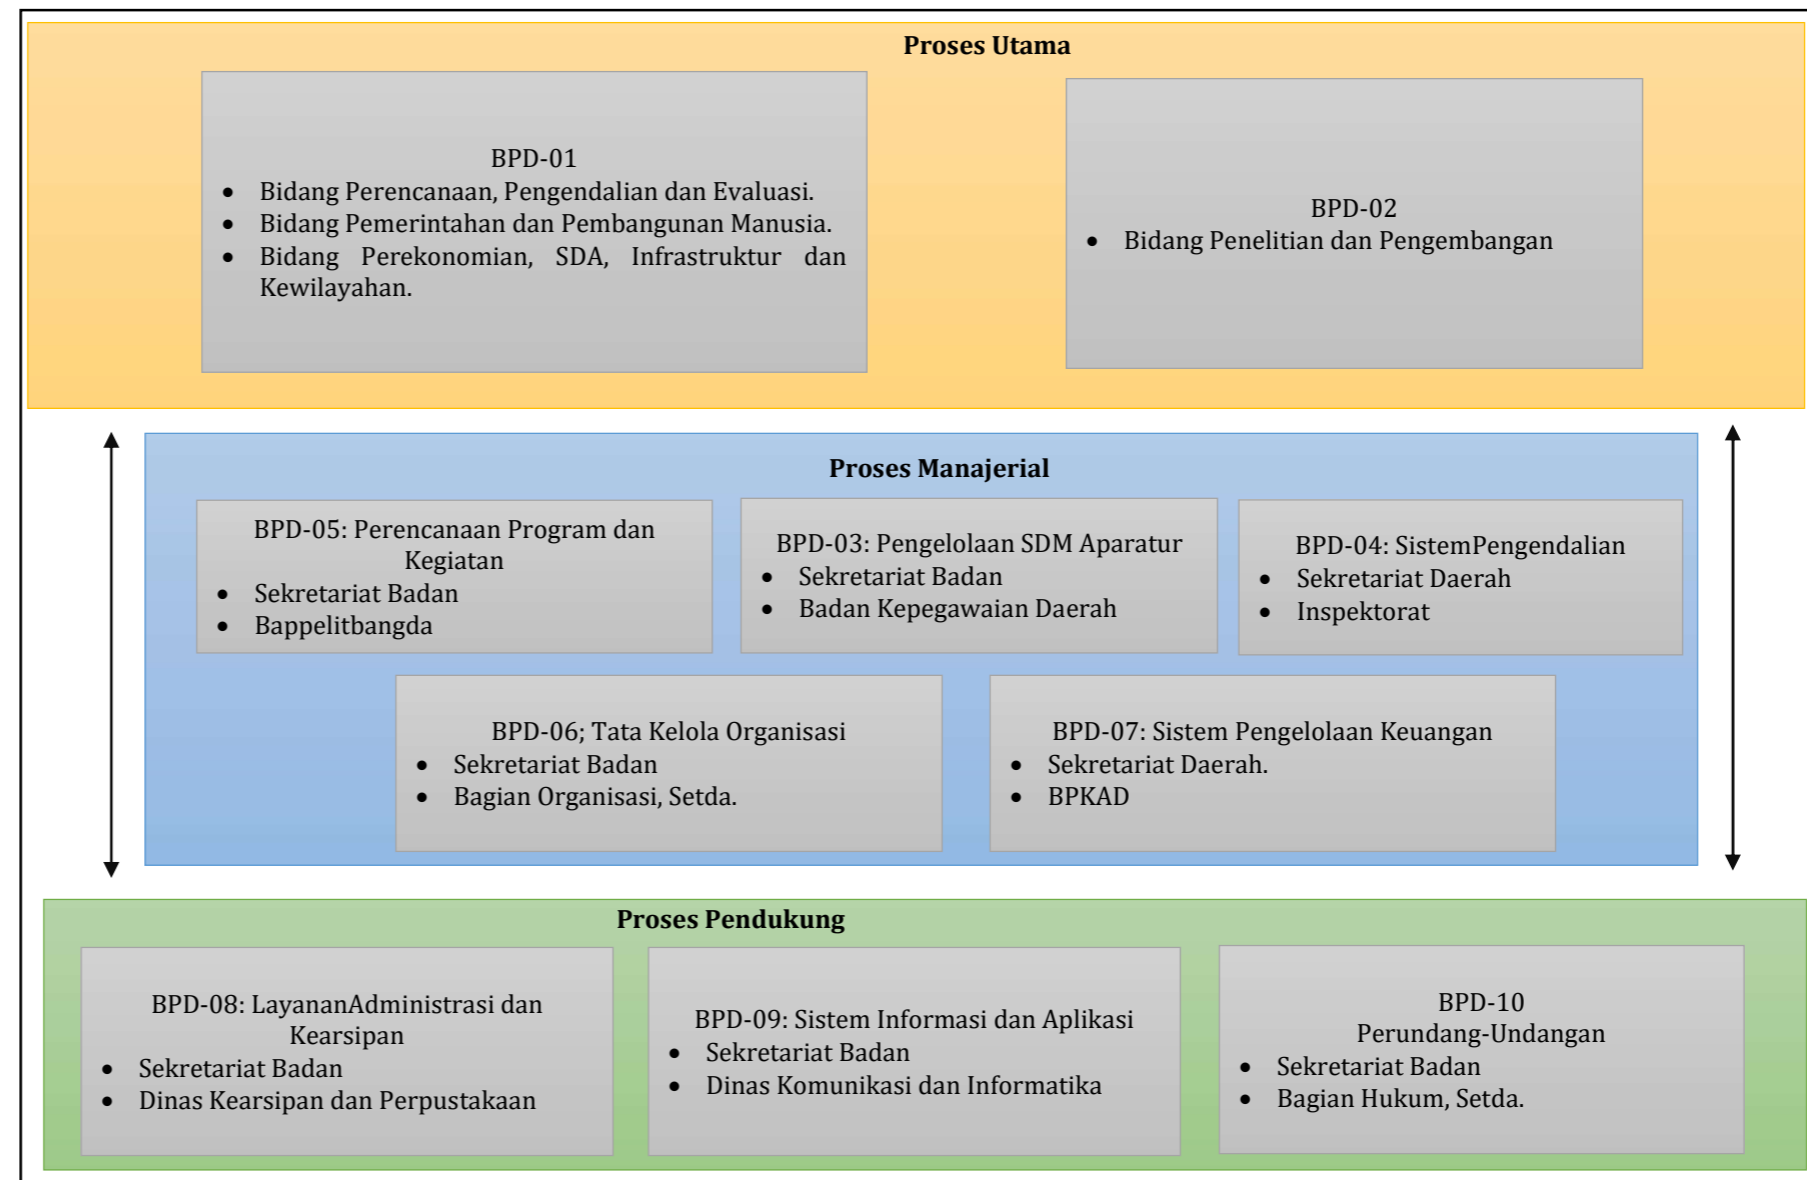 Proses Utama
BPD-01
• Bidang Perencanaan, Pengendalian dan Evaluasi.
• Bidang Pemerintahan dan Pembangunan Manusia.
• Bidang Perekonomian, SDA, Infrastruktur dan
Kewilayahan.
BPD-02
• Bidang Penelitian dan Pengembangan
Proses Manajerial
BPD-05: Perencanaan Program dan
Kegiatan
• Sekretariat Badan
• Bappelitbangda
BPD-03: Pengelolaan SDM Aparatur
• Sekretariat Badan
• Badan Kepegawaian Daerah
BPD-04: SistemPengendalian
• Sekretariat Daerah
• Inspektorat
BPD-06; Tata Kelola Organisasi
• Sekretariat Badan
• Bagian Organisasi, Setda.
BPD-07: Sistem Pengelolaan Keuangan
• Sekretariat Daerah.
• BPKAD
Proses Pendukung
BPD-08: LayananAdministrasi dan
Kearsipan
• Sekretariat Badan
• Dinas Kearsipan dan Perpustakaan
BPD-09: Sistem Informasi dan Aplikasi
• Sekretariat Badan
• Dinas Komunikasi dan Informatika
BPD-10
Perundang-Undangan
• Sekretariat Badan
• Bagian Hukum, Setda.